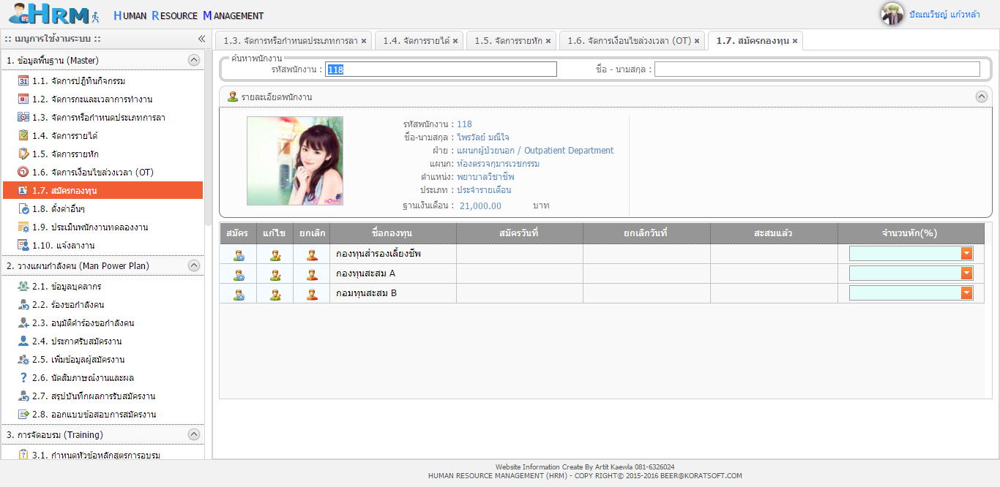 HRM HUMAN RESOURCE MANAGEMENT
ปัณณวิชญ์ แก้วหล้า
:: เมนูการใช้งานระบบ ::
1.3. จัดการหรือกำหนดประเภทการลา
1.4. จัดการรายได้
1.5. จัดการรายหัก
1.6. จัดการเงื่อนไขล่วงเวลา (OT)
1.7. สมัครกองทุน
1. ข้อมูลพื้นฐาน (Master)
1.1. จัดการปฏิทินกิจกรรม
1.2. จัดการกะและเวลาการทำงาน
1.3. จัดการหรือกำหนดประเภทการลา
1.4. จัดการรายได้
1.5. จัดการรายหัก
1.6. จัดการเงื่อนไขล่วงเวลา (OT)
1.7. สมัครกองทุน
1.8. ตั้งค่าอื่นๆ
1.9. ประเมินพนักงานทดลองงาน
1.10. แจ้งลางาน
2. วางแผนกำลังคน (Man Power Plan)
2.1. ข้อมูลบุคลากร
2.2. ร้องขอกำลังคน
2.3. อนุมัติคำร้องขอกำลังคน
2.4. ประกาศรับสมัครงาน
2.5. เพิ่มข้อมูลผู้สมัครงาน
2.6. นัดสัมภาษณ์งานและผล
2.7. สรุปบันทึกผลการรับสมัครงาน
2.8. ออกแบบข้อสอบการสมัครงาน
3. การจัดอบรม (Training)
3.1. กำหนดหัวข้อหลักสูตรการอบรม
ค้นหาพนักงาน
รหัสพนักงาน : 118 ชื่อ - นามสกุล :
รายละเอียดพนักงาน
รหัสพนักงาน : 118
ชื่อ-นามสกุล : ไพรวัลย์ มณีใจ
ฝ่าย : แผนกผู้ป่วยนอก / Outpatient Department
แผนก: ห้องตรวจกุมารเวชกรรม
ตำแหน่ง: พยาบาลวิชาชีพ
ประเภท : ประจำรายเดือน
ฐานเงินเดือน : 21,000.00 บาท
สมัคร แก้ไข ยกเลิก ชื่อกองทุน สมัครวันที่ ยกเลิกวันที่ สะสมแล้ว จำนวนหัก(%)
กองทุนสำรองเลี้ยงชีพ
กองทุนสะสม A
กอมทุนสะสม B
Website Information Create By Artit Kaewla 081-6326024
HUMAN RESOURCE MANAGEMENT (HRM) - COPY RIGHT© 2015-2016 BEER@KORATSOFT.COM